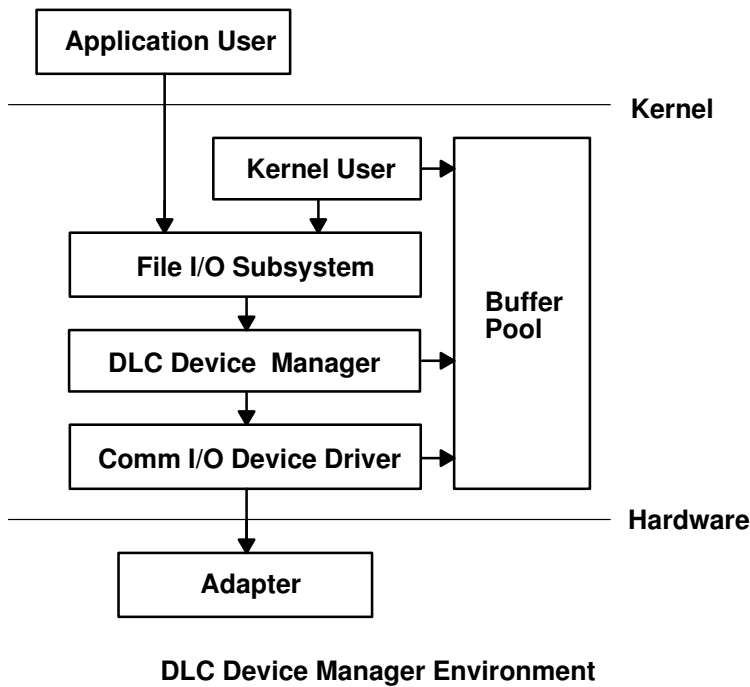 Application User
Kernel
Kernel User
File I/O Subsystem
Buffer
Pool
DLC Device Manager
Comm I/O Device Driver
Hardware
Adapter
DLC Device Manager Environment